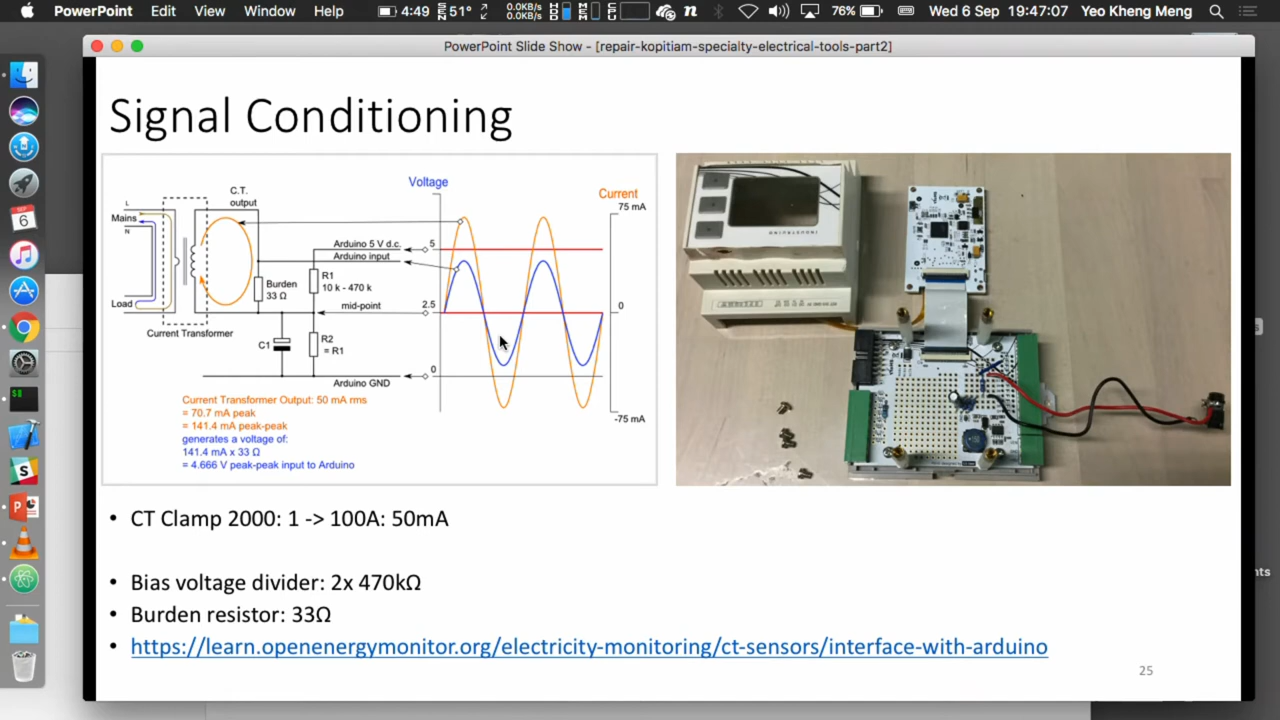 PowerPoint Edit View Window Help 4:49 SEN 51° 0.0KB/s 0.0KB/s MEM CPU 76% Wed 6 Sep 19:47:07 Yeo Kheng Meng
PowerPoint Slide Show - [repair-kopitiam-specialty-electrical-tools-part2]
SEP
6
Signal Conditioning
C.T.
output
Voltage
Current
75 mA
L
Mains
N
Arduino 5 V d.c.
5
Arduino input
Burden
33 Ω
R1
10 k - 470 k
mid-point
2.5
0
Load
Current Transformer
C1
R2
= R1
0
Arduino GND
-75 mA
Current Transformer Output: 50 mA rms
= 70.7 mA peak
= 141.4 mA peak-peak
generates a voltage of:
141.4 mA x 33 Ω
= 4.666 V peak-peak input to Arduino
• CT Clamp 2000: 1 -> 100A: 50mA
• Bias voltage divider: 2x 470kΩ
• Burden resistor: 33Ω
• https://learn.openenergymonitor.org/electricity-monitoring/ct-sensors/interface-with-arduino
25